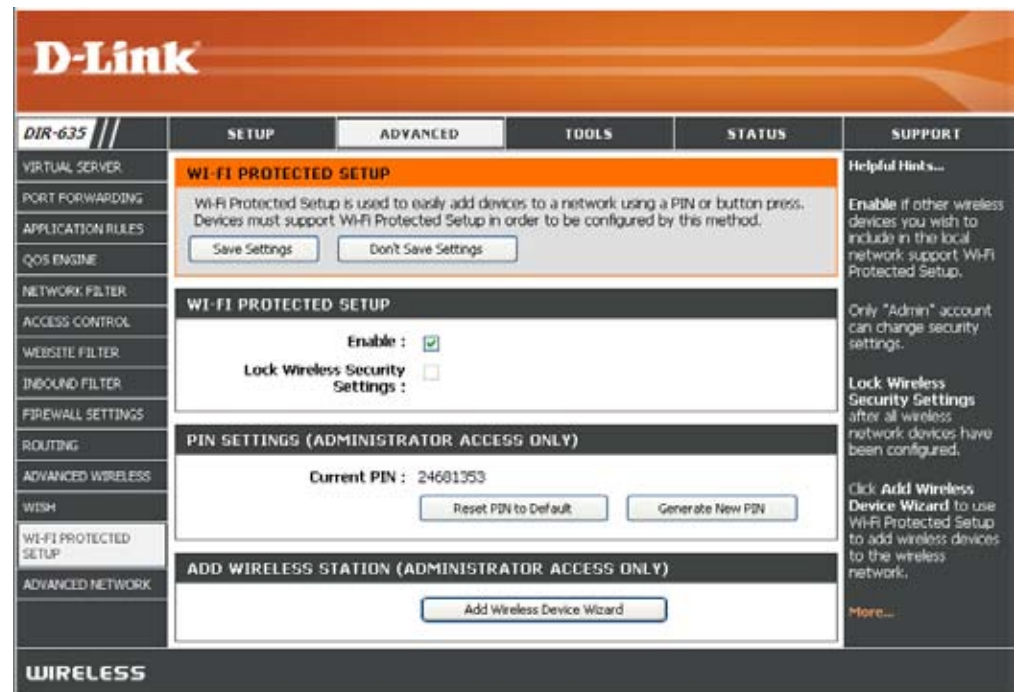 D-Link
DIR-635
SETUP
ADVANCED
TOOLS
STATUS
SUPPORT
VIRTUAL SERVER
PORT FORWARDING
APPLICATION RULES
QOS ENGINE
NETWORK FILTER
ACCESS CONTROL
WEBSITE FILTER
INBOUND FILTER
FIREWALL SETTINGS
ROUTING
ADVANCED WIRELESS
WISH
WI-FI PROTECTED
SETUP
ADVANCED NETWORK
WI-FI PROTECTED SETUP
Wi-Fi Protected Setup is used to easily add devices to a network using a PIN or button press.
Devices must support Wi-Fi Protected Setup in order to be configured by this method.
Save Settings
Don't Save Settings
WI-FI PROTECTED SETUP
Enable :
Lock Wireless Security
Settings :
PIN SETTINGS (ADMINISTRATOR ACCESS ONLY)
Current PIN : 24681353
Reset PIN to Default
Generate New PIN
ADD WIRELESS STATION (ADMINISTRATOR ACCESS ONLY)
Add Wireless Device Wizard
Helpful Hints...
Enable if other wireless
devices you wish to
include in the local
network support Wi-Fi
Protected Setup.
Only "Admin" account
can change security
settings.
Lock Wireless
Security Settings
after all wireless
network devices have
been configured.
Click Add Wireless
Device Wizard to use
Wi-Fi Protected Setup
to add wireless devices
to the wireless
network.
More...
WIRELESS